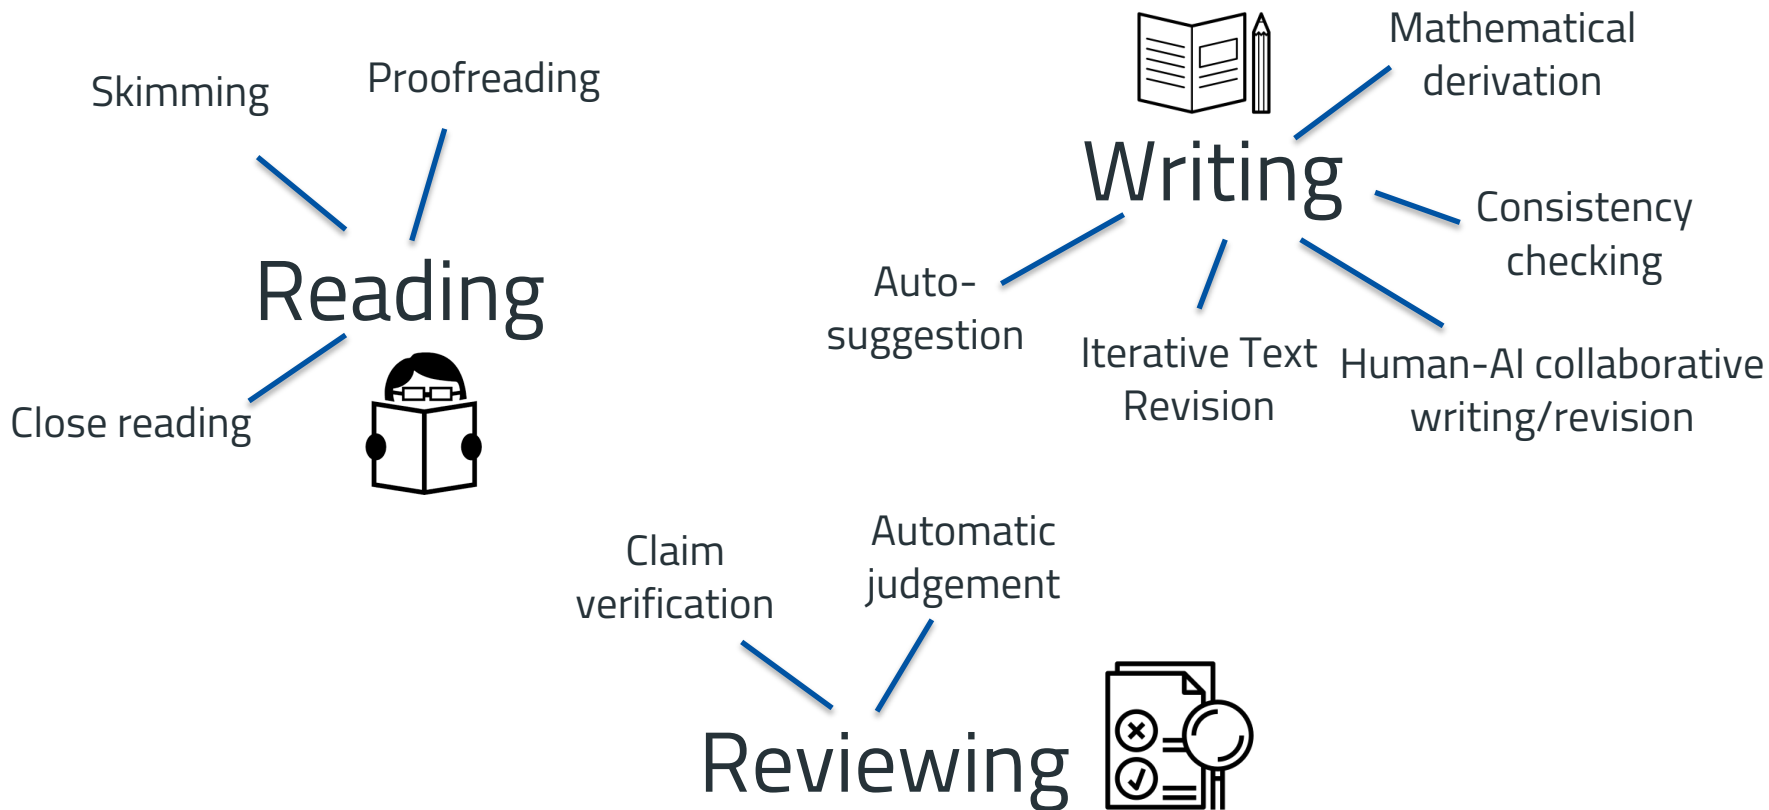 Skimming
Proofreading
Reading
Close reading
Mathematical
derivation
Writing
Consistency
checking
Auto-
suggestion
Iterative Text
Revision
Human-AI collaborative
writing/revision
Claim
verification
Automatic
judgement
Reviewing